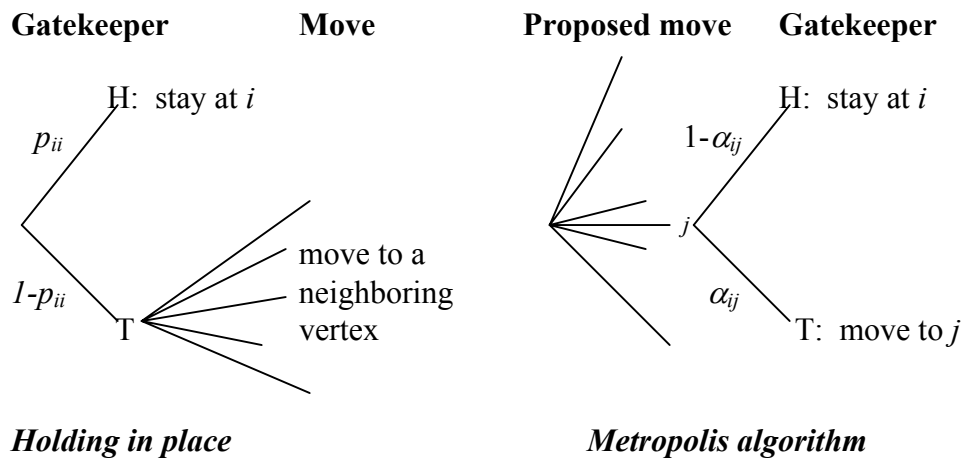 Gatekeeper Move Proposed move Gatekeeper
H: stay at i H: stay at i
p_ii 1-α_ij
move to a j
1-p_ii neighboring α_ij
T vertex T: move to j
Holding in place Metropolis algorithm